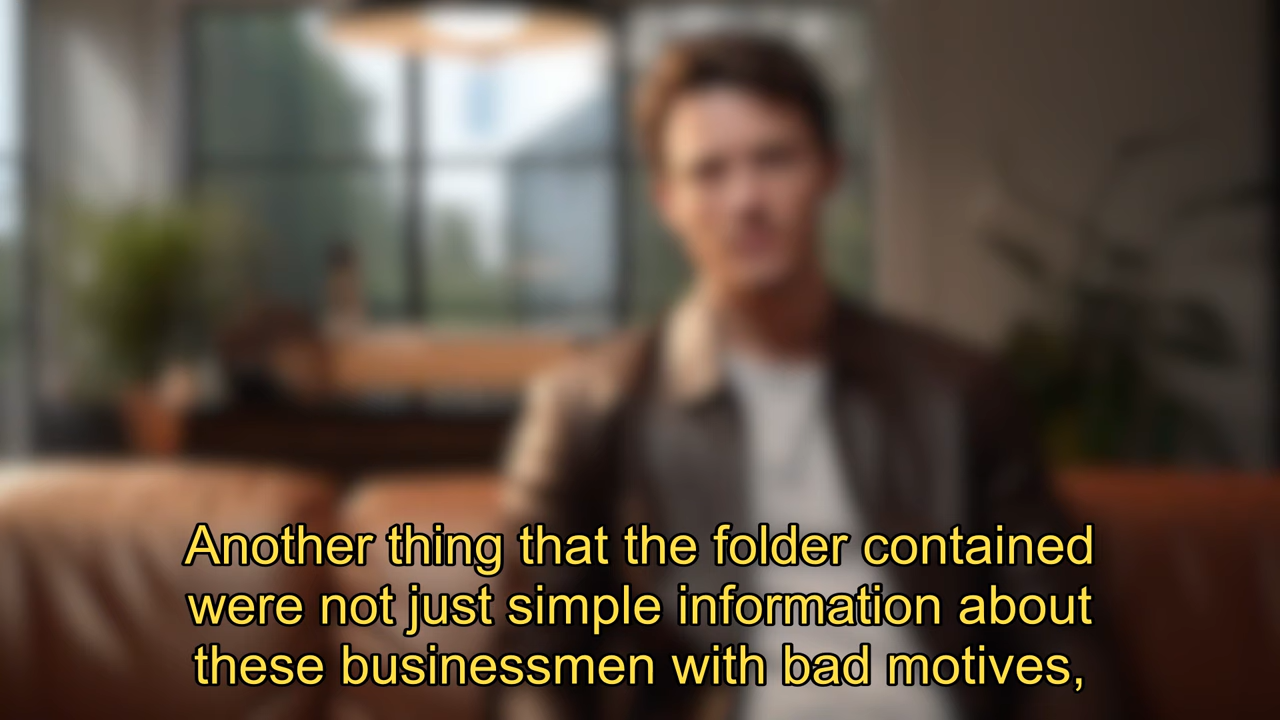 Another thing that the folder contained
were not just simple information about
these businessmen with bad motives,